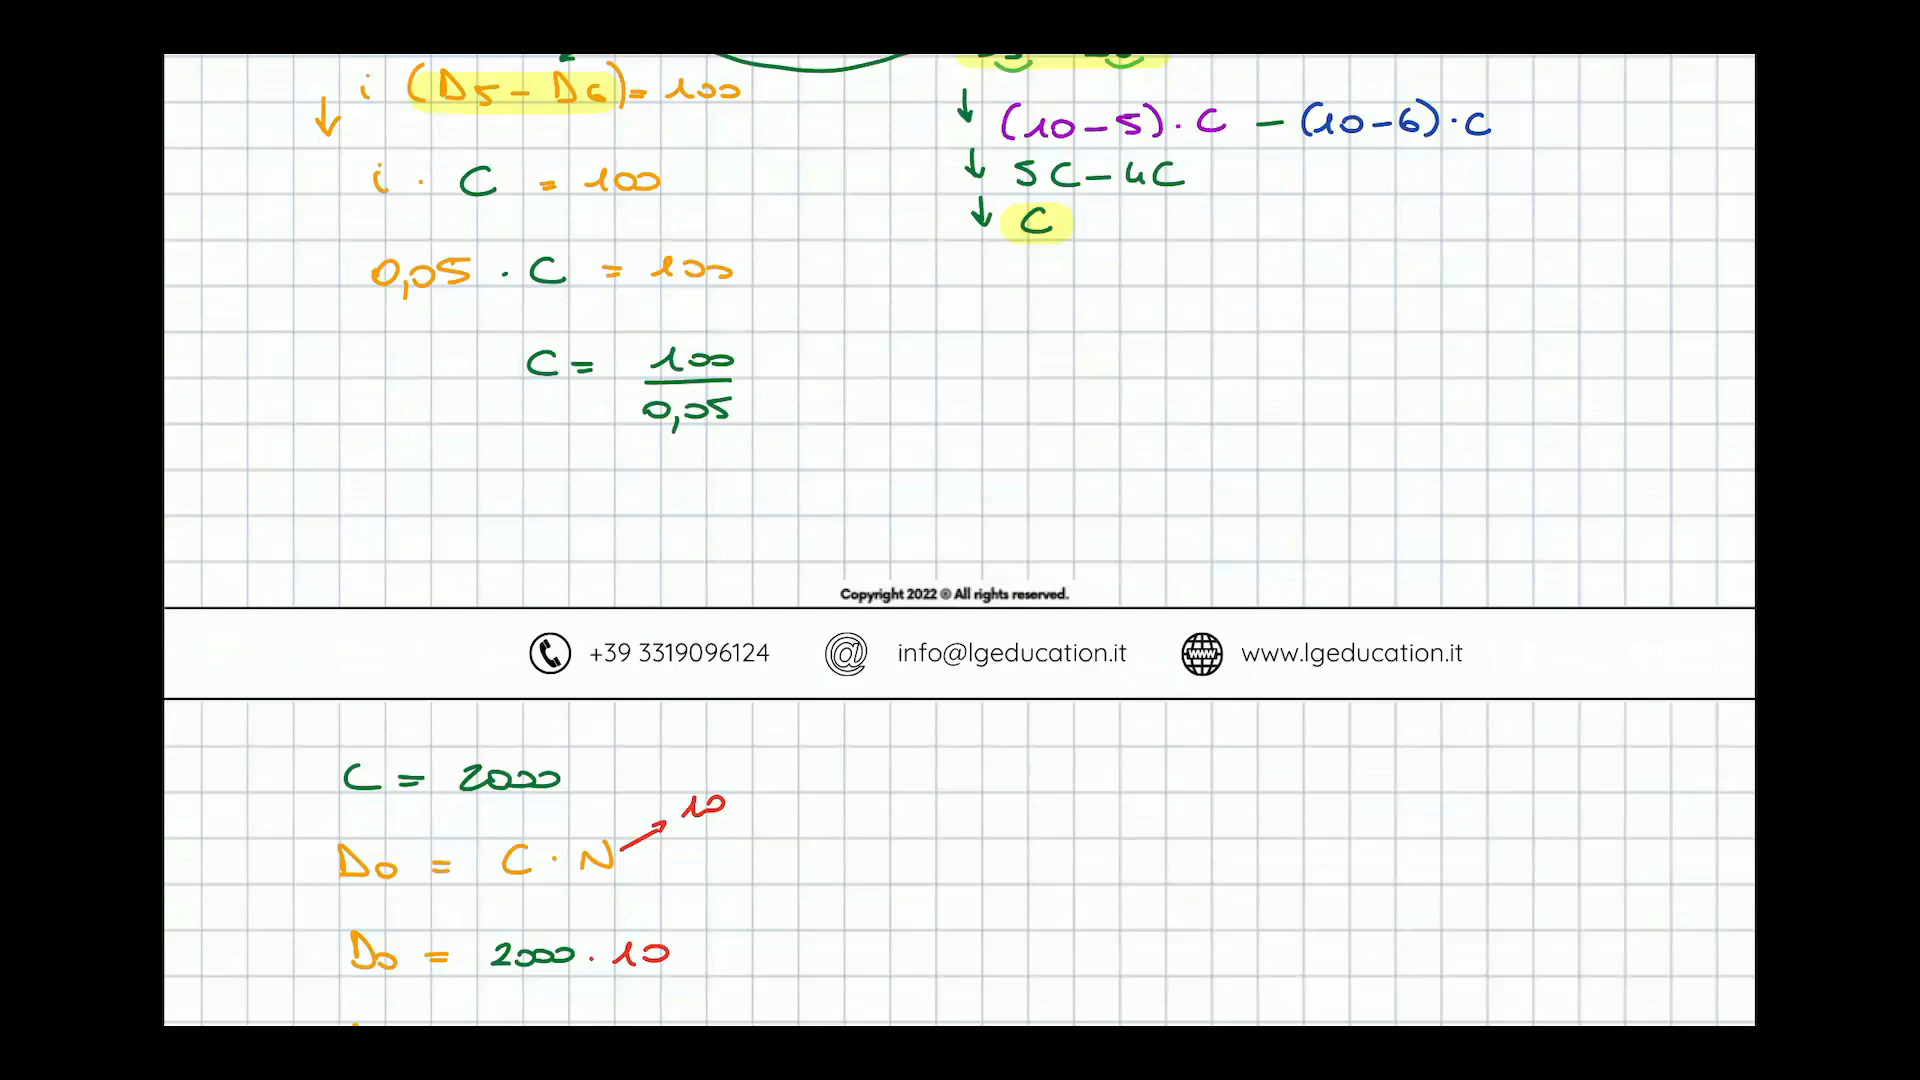 i (D5 - D6) = 100
i · C = 100
0,05 · C = 100
C = 100
0,05
(10-5) · C - (10-6) · C
5C - 4C
C
Copyright 2022 © All rights reserved.
+39 3319096124 info@lgeducation.it www.lgeducation.it
C = 2000
10
D0 = C · N
D0 = 2000 · 10